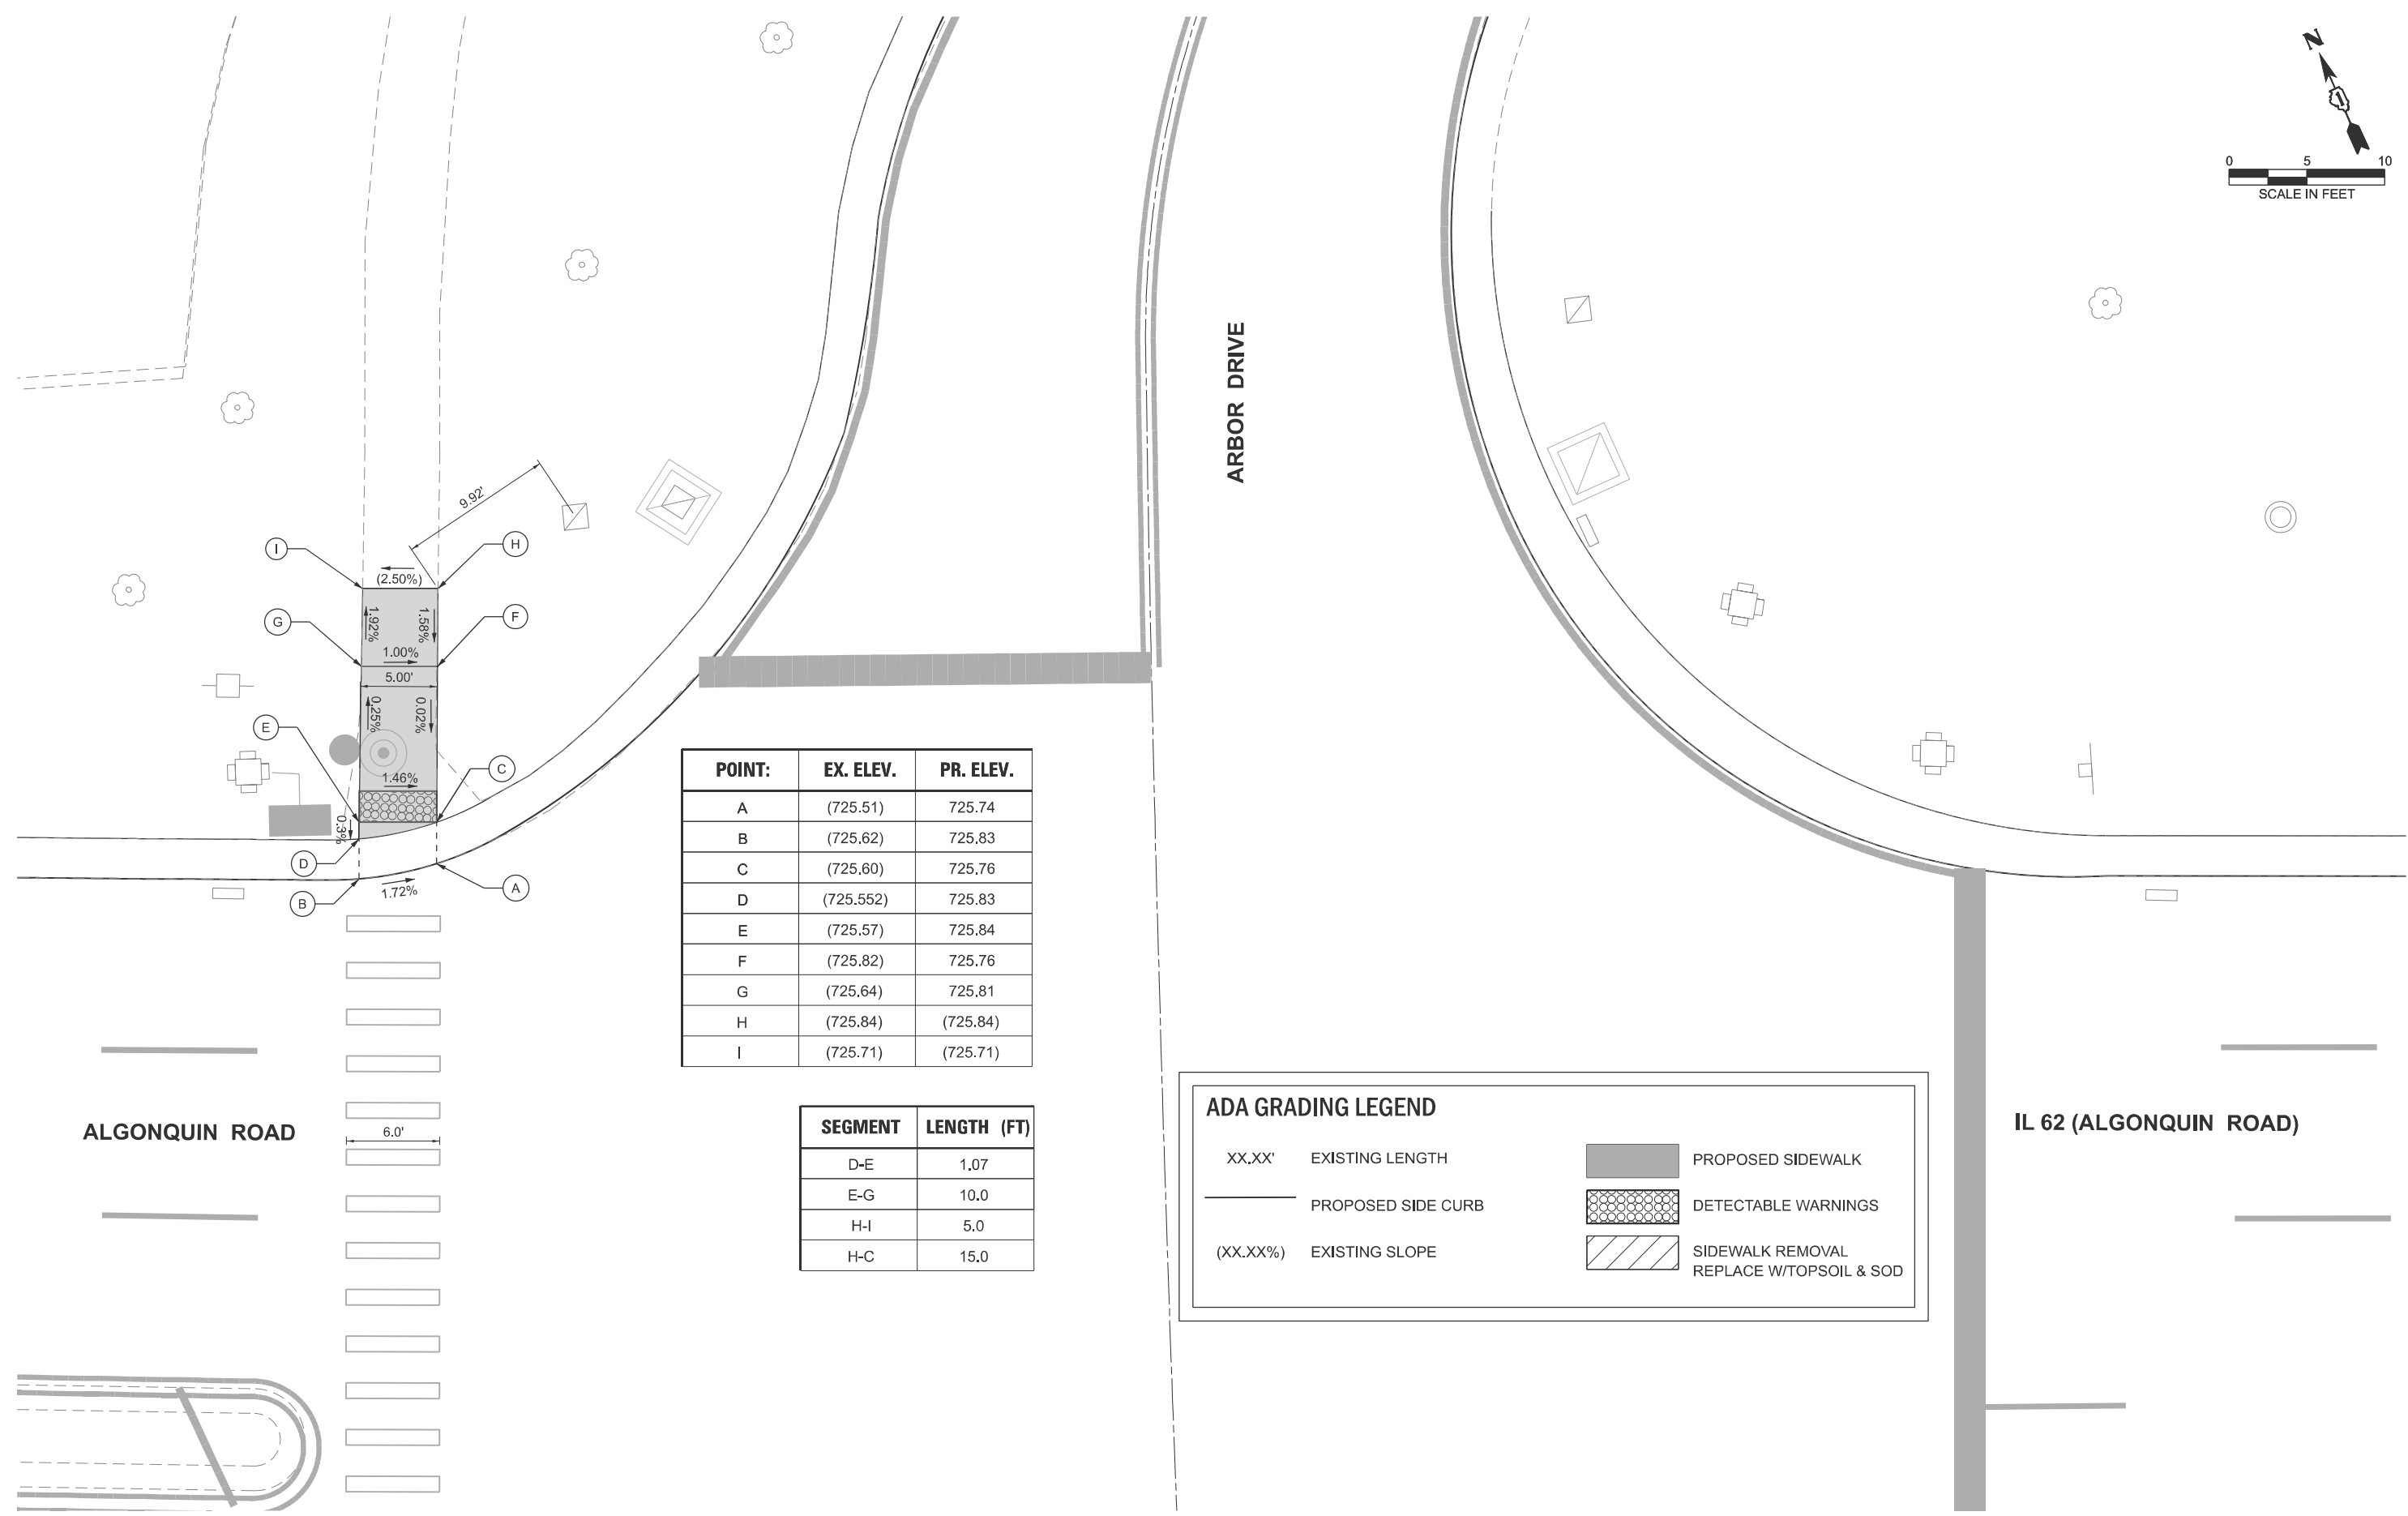 N
0 5 10
SCALE IN FEET
ARBOR DRIVE
9.92'
I
H
(2.50%)
1.92%
1.58%
G
F
1.00%
5.00'
0.25%
0.02%
E
C
1.46%
0.3%
D
B
1.72%
A
POINT: EX. ELEV. PR. ELEV.
A (725.51) 725.74
B (725.62) 725.83
C (725.60) 725.76
D (725.552) 725.83
E (725.57) 725.84
F (725.82) 725.76
G (725.64) 725.81
H (725.84) (725.84)
I (725.71) (725.71)
SEGMENT LENGTH (FT)
D-E 1.07
E-G 10.0
H-I 5.0
H-C 15.0
ALGONQUIN ROAD
6.0'
ADA GRADING LEGEND
XX.XX' EXISTING LENGTH
PROPOSED SIDE CURB
(XX.XX%) EXISTING SLOPE
PROPOSED SIDEWALK
DETECTABLE WARNINGS
SIDEWALK REMOVAL
REPLACE W/TOPSOIL & SOD
IL 62 (ALGONQUIN ROAD)